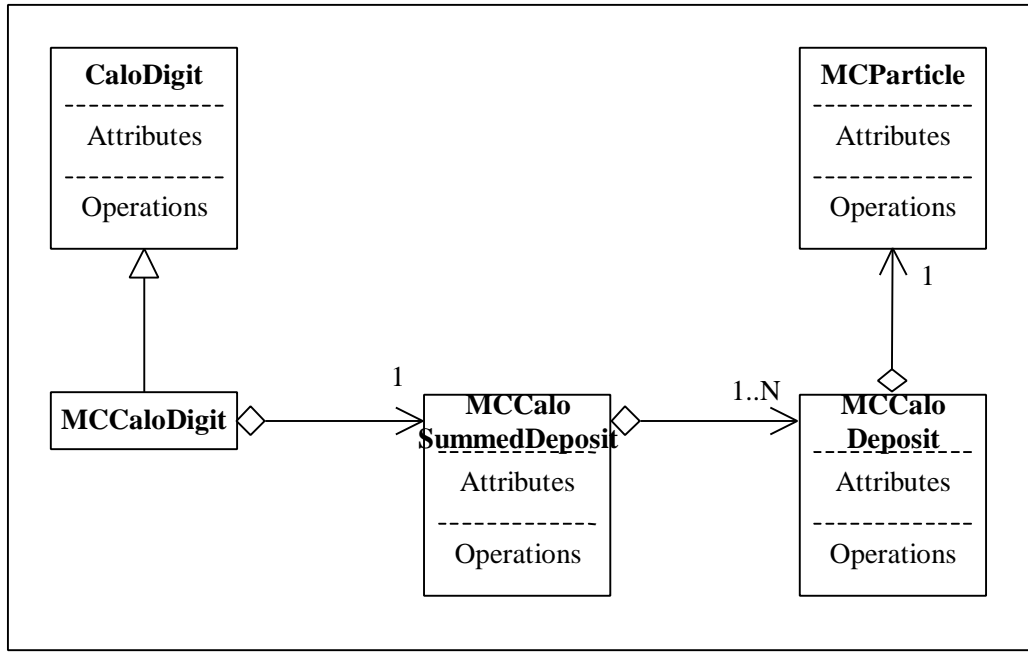 CaloDigit
Attributes
Operations
MCParticle
Attributes
Operations
1
MCCaloDigit
1
MCCalo
SummedDeposit
Attributes
Operations
1..N
MCCalo
Deposit
Attributes
Operations